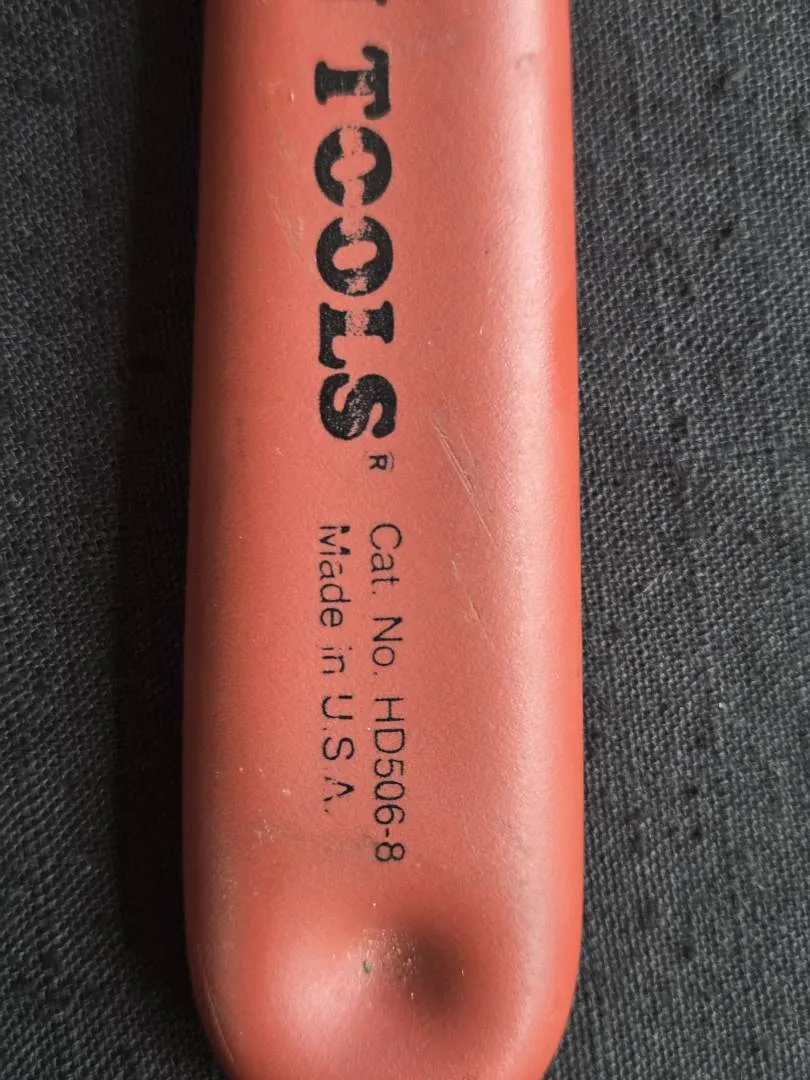 TOOLS®
Cat. No. HD506-8
Made in U.S.A.